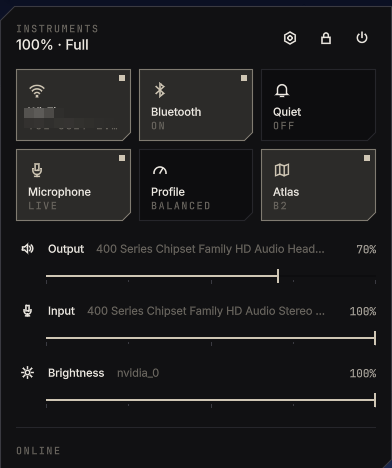 INSTRUMENTS
100% · Full
Bluetooth
ON
Quiet
OFF
Microphone
LIVE
Profile
BALANCED
Atlas
B2
Output 400 Series Chipset Family HD Audio Head... 70%
Input 400 Series Chipset Family HD Audio Stereo ... 100%
Brightness nvidia_0 100%
ONLINE